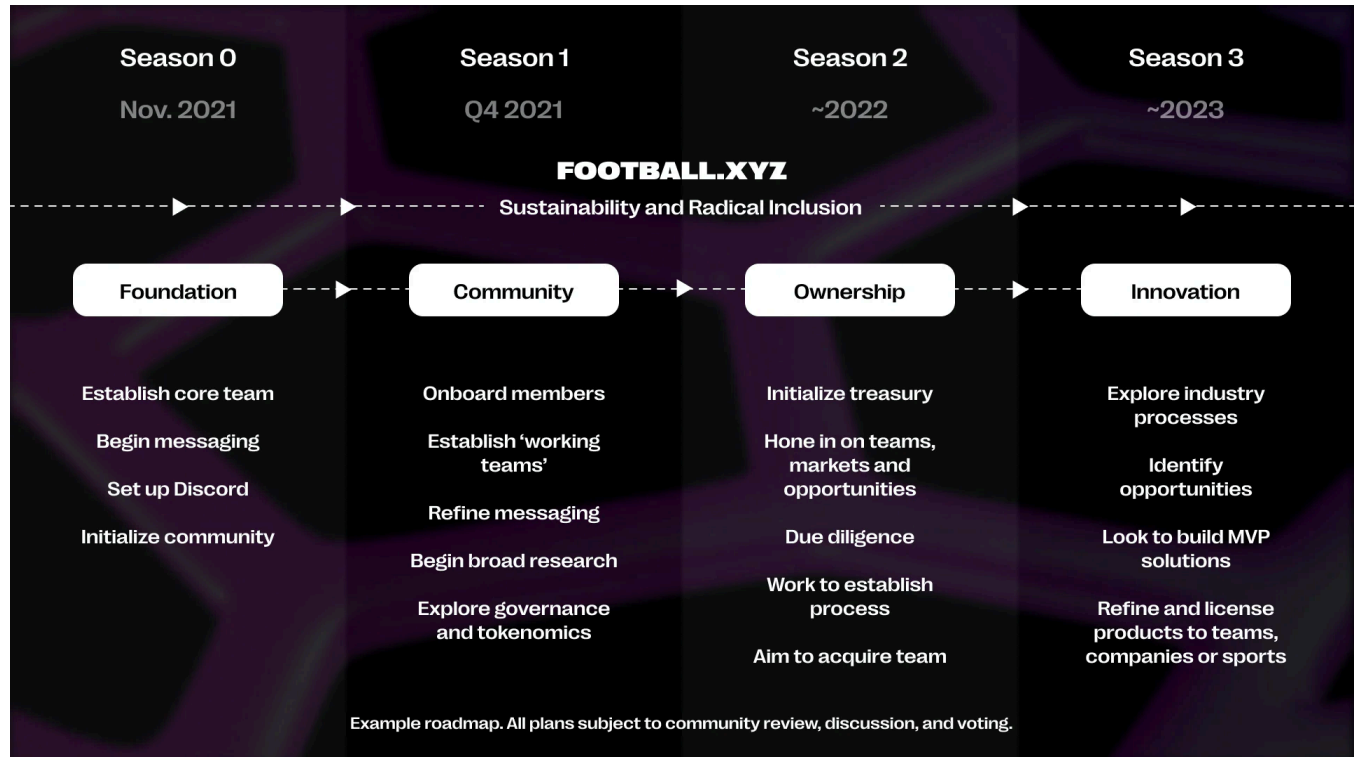 Season 0
Season 1
Season 2
Season 3
Nov. 2021
Q4 2021
~2022
~2023
FOOTBALL.XYZ
Sustainability and Radical Inclusion
Foundation
Community
Ownership
Innovation
Establish core team
Begin messaging
Set up Discord
Initialize community
Onboard members
Establish ‘working
teams’
Refine messaging
Begin broad research
Explore governance
and tokenomics
Initialize treasury
Hone in on teams,
markets and
opportunities
Due diligence
Work to establish
process
Aim to acquire team
Explore industry
processes
Identify
opportunities
Look to build MVP
solutions
Refine and license
products to teams,
companies or sports
Example roadmap. All plans subject to community review, discussion, and voting.